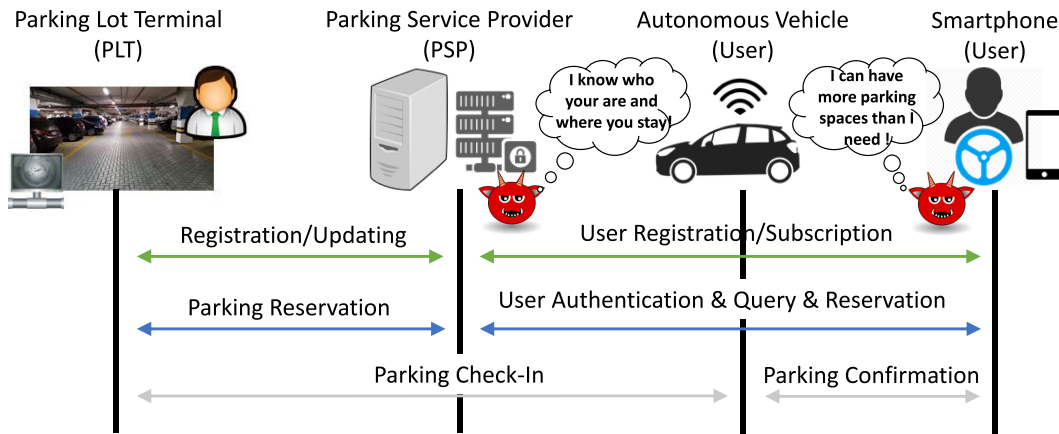 Parking Lot Terminal
(PLT)
Parking Service Provider
(PSP)
Autonomous Vehicle
(User)
Smartphone
(User)
I know who
your are and
where you stay!
I can have
more parking
spaces than I
need !
Registration/Updating
User Registration/Subscription
Parking Reservation
User Authentication & Query & Reservation
Parking Check-In
Parking Confirmation